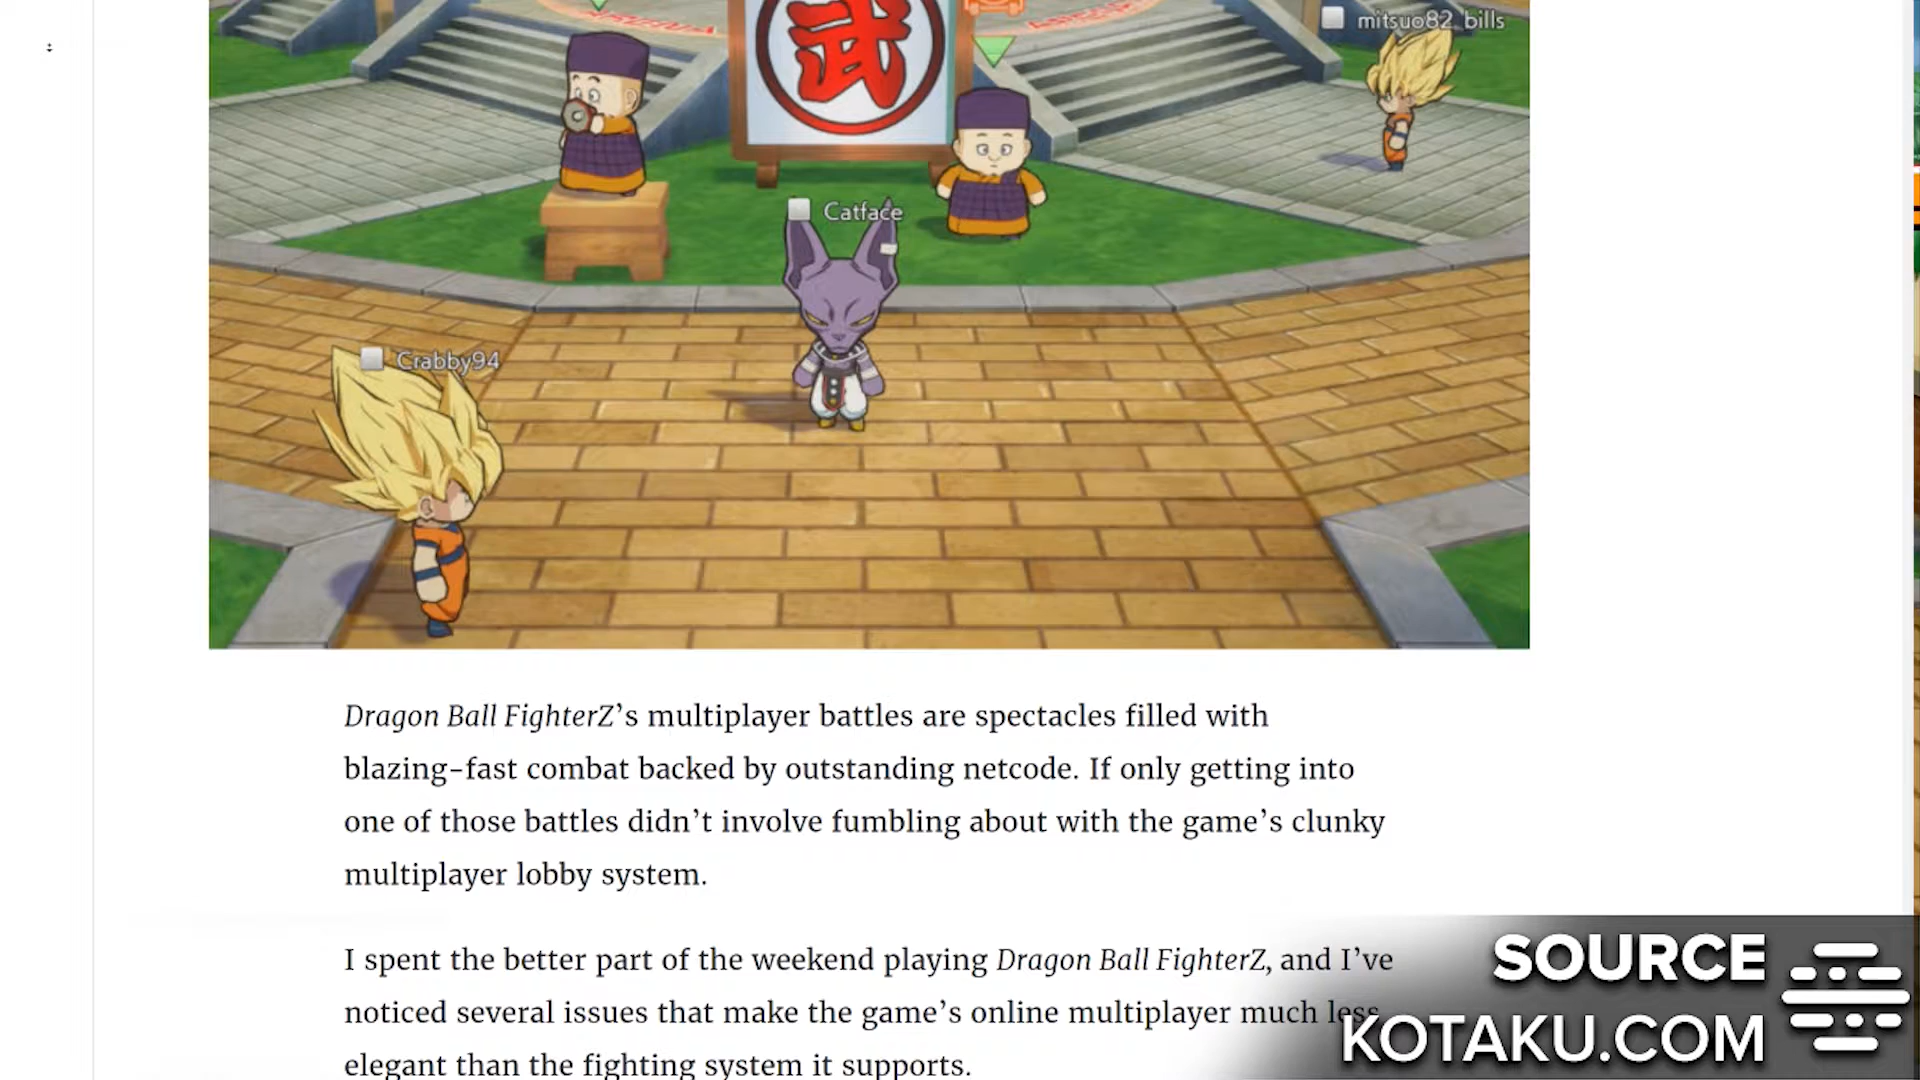 mitsuo82_bills
武
Catface
Crabby94
Dragon Ball FighterZ’s multiplayer battles are spectacles filled with
blazing-fast combat backed by outstanding netcode. If only getting into
one of those battles didn’t involve fumbling about with the game’s clunky
multiplayer lobby system.
I spent the better part of the weekend playing Dragon Ball FighterZ, and I’ve
noticed several issues that make the game’s online multiplayer much less
elegant than the fighting system it supports.
SOURCE
KOTAKU.COM